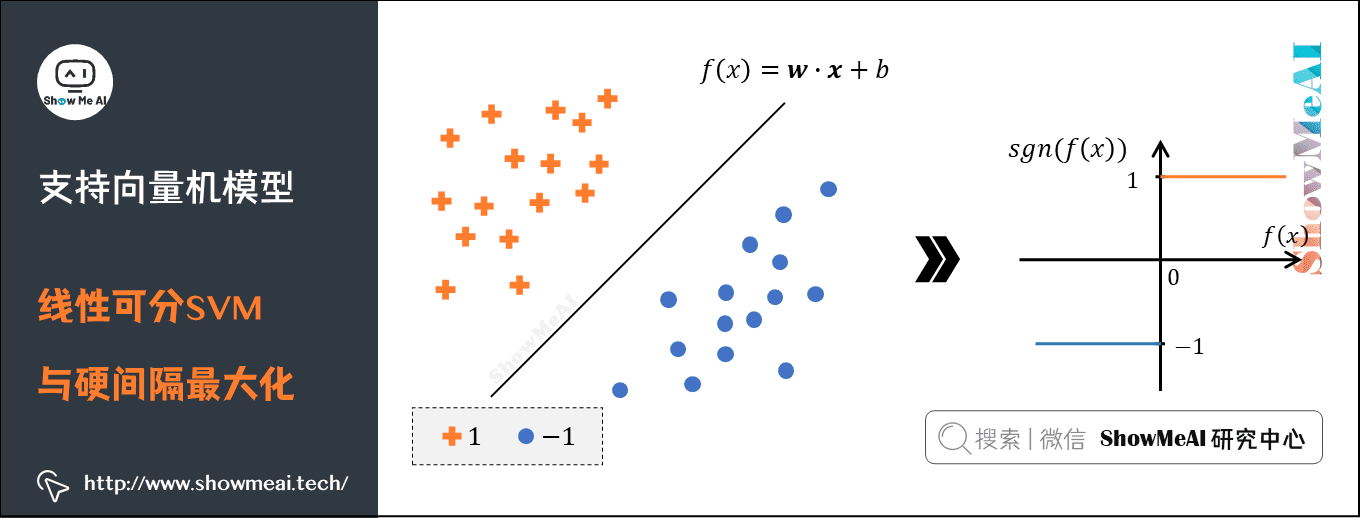 Show Me AI
支持向量机模型
线性可分SVM
与硬间隔最大化
http://www.showmeai.tech/
f(x) = w · x + b
ShowMeAI
1
−1
sgn(f(x))
1
f(x)
0
−1
ShowMeAI
搜索 | 微信 ShowMeAI 研究中心